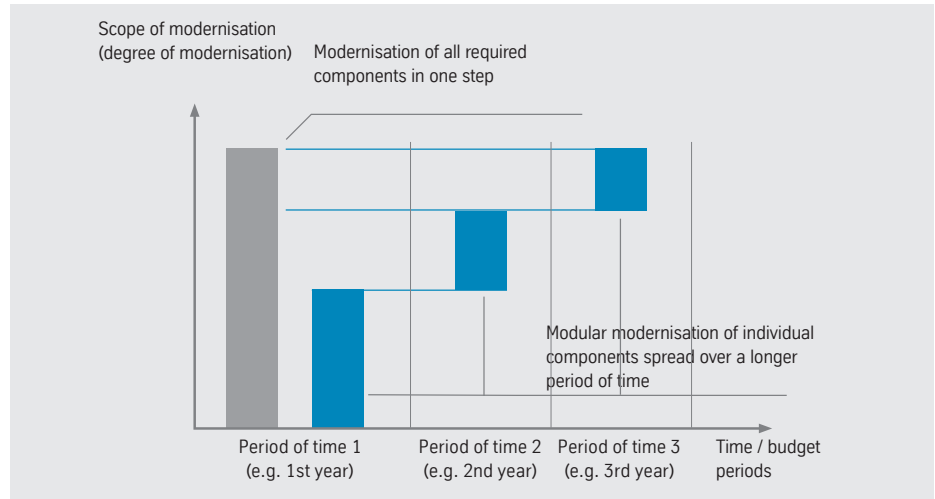 Scope of modernisation
(degree of modernisation)
Modernisation of all required
components in one step
Modular modernisation of individual
components spread over a longer
period of time
Period of time 1
(e.g. 1st year)
Period of time 2
(e.g. 2nd year)
Period of time 3
(e.g. 3rd year)
Time / budget
periods